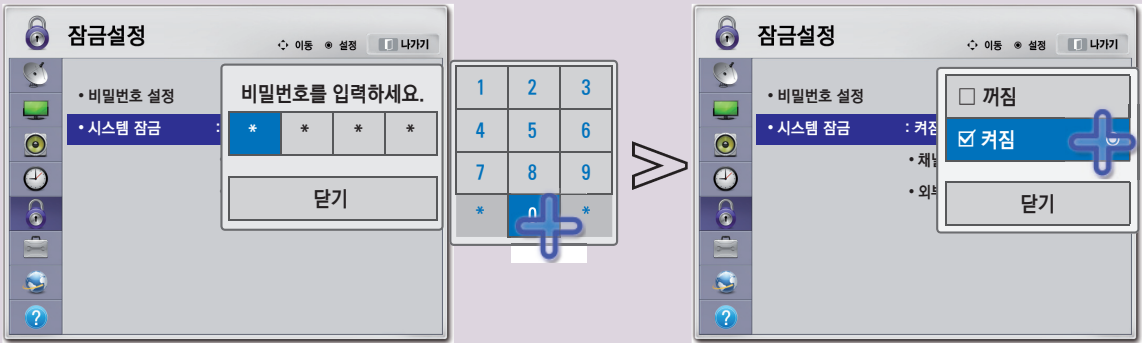 잠금설정
이동 설정 나가기
• 비밀번호 설정
• 시스템 잠금 :
비밀번호를 입력하세요.
* * * *
닫기
1 2 3
4 5 6
7 8 9
* 0 *
>
잠금설정
이동 설정 나가기
• 비밀번호 설정
• 시스템 잠금 : 켜짐
• 채널
• 외부
꺼짐
켜짐
닫기
?
?